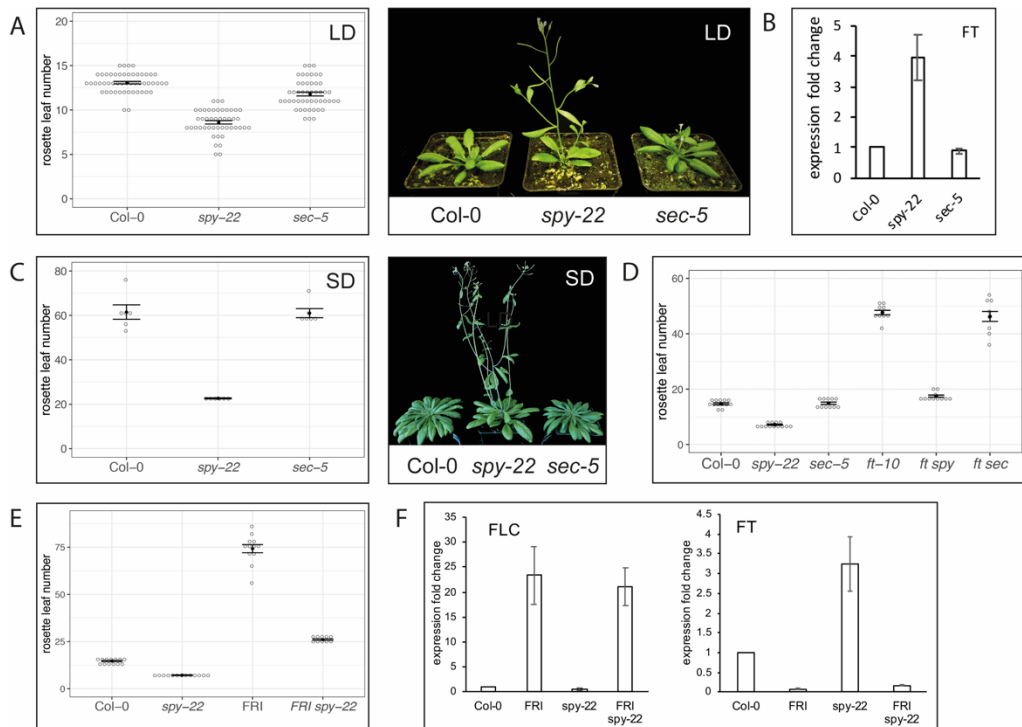 A
rosette leaf number
20
15
10
5
0
LD
Col−0
spy−22
sec−5
LD
Col-0
spy-22
sec-5
B
expression fold change
5
4
3
2
1
0
FT
Col-0
spy-22
sec-5
C
rosette leaf number
80
60
40
20
0
SD
Col−0
spy−22
sec−5
SD
LD
Col-0 spy-22 sec-5
D
rosette leaf number
60
40
20
0
Col−0 spy−22 sec−5 ft−10 ft spy ft sec
E
rosette leaf number
75
50
25
0
Col−0 spy−22 FRI FRI spy−22
F
FLC
expression fold change
35
30
25
20
15
10
5
0
Col-0 FRI spy-22 FRI
spy-22
FT
expression fold change
4.5
4
3.5
3
2.5
2
1.5
1
0.5
0
Col-0 FRI spy-22 FRI
spy-22